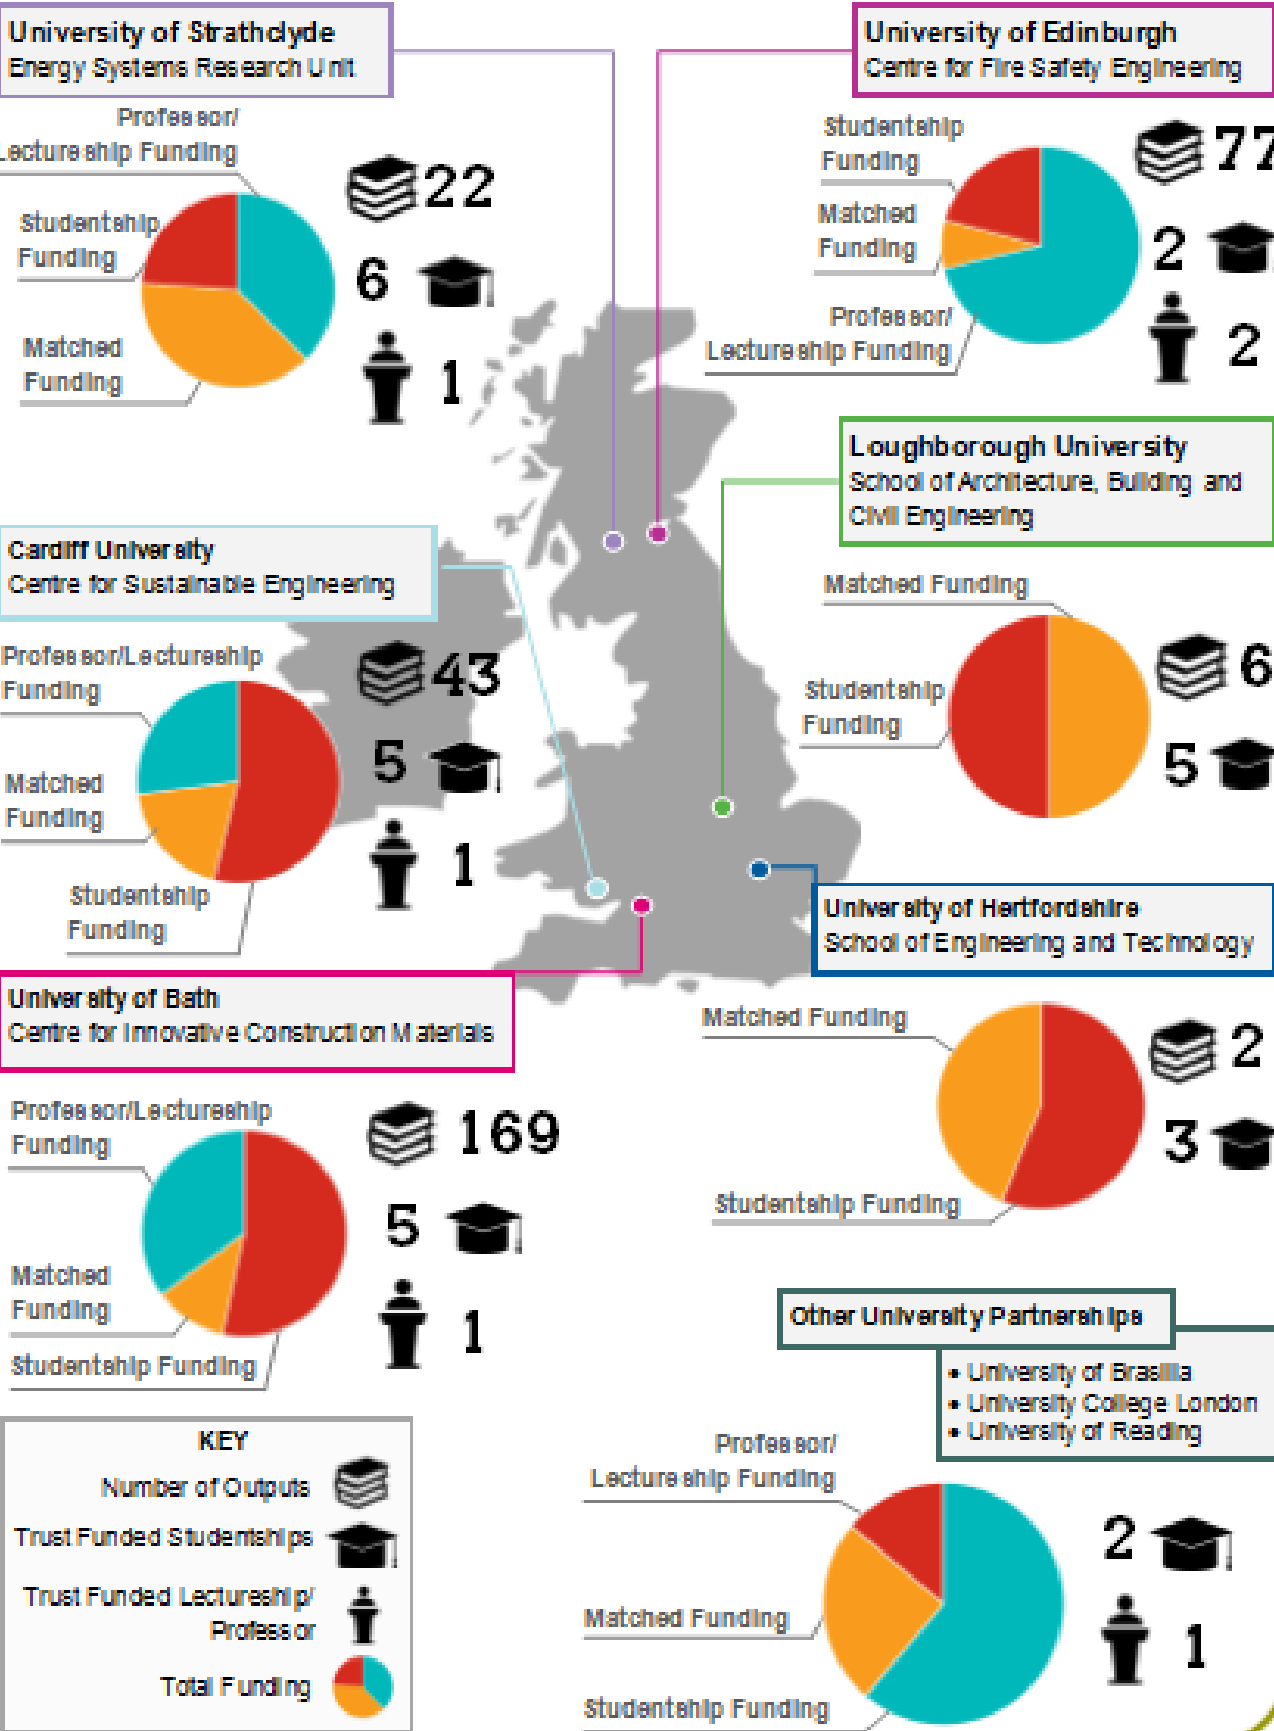 University of Strathclyde
Energy Systems Research Unit
Professor/
Lectureship Funding
Studentship
Funding
Matched
Funding
22
6
1
University of Edinburgh
Centre for Fire Safety Engineering
Studentship
Funding
Matched
Funding
Professor/
Lectureship Funding
77
2
2
Loughborough University
School of Architecture, Building and
Civil Engineering
Matched Funding
Studentship
Funding
6
5
Cardiff University
Centre for Sustainable Engineering
Professor/Lectureship
Funding
Matched
Funding
Studentship
Funding
43
5
1
University of Hertfordshire
School of Engineering and Technology
Matched Funding
Studentship Funding
2
3
University of Bath
Centre for Innovative Construction Materials
Professor/Lectureship
Funding
Matched
Funding
Studentship Funding
169
5
1
Other University Partnerships
• University of Brasilia
• University College London
• University of Reading
Professor/
Lectureship Funding
Matched Funding
Studentship Funding
2
1
KEY
Number of Outputs
Trust Funded Studentships
Trust Funded Lectureship/
Professor
Total Funding